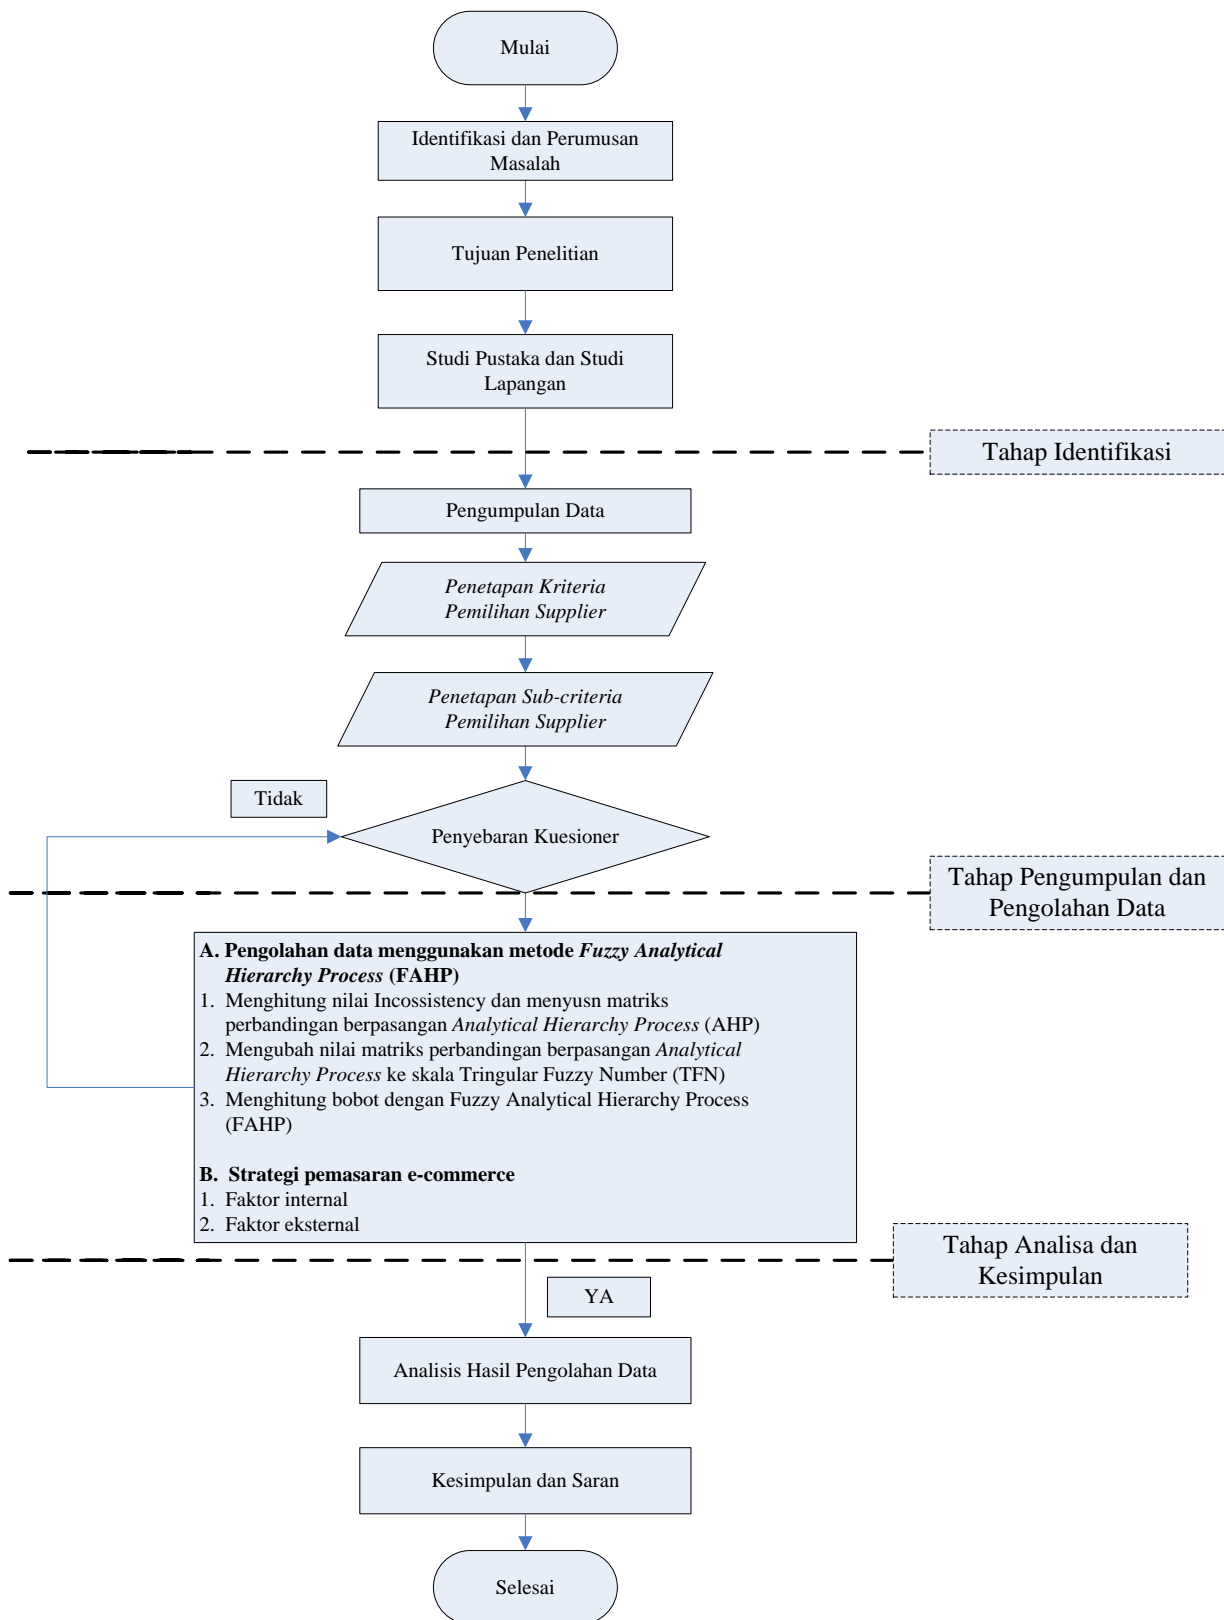 Mulai
Identifikasi dan Perumusan
Masalah
Tujuan Penelitian
Studi Pustaka dan Studi
Lapangan
Tahap Identifikasi
Pengumpulan Data
Penetapan Kriteria
Pemilihan Supplier
Penetapan Sub-criteria
Pemilihan Supplier
Tidak
Penyebaran Kuesioner
Tahap Pengumpulan dan
Pengolahan Data
A. Pengolahan data menggunakan metode Fuzzy Analytical
Hierarchy Process (FAHP)
1. Menghitung nilai Incossistency dan menyusn matriks
perbandingan berpasangan Analytical Hierarchy Process (AHP)
2. Mengubah nilai matriks perbandingan berpasangan Analytical
Hierarchy Process ke skala Tringular Fuzzy Number (TFN)
3. Menghitung bobot dengan Fuzzy Analytical Hierarchy Process
(FAHP)
B. Strategi pemasaran e-commerce
1. Faktor internal
2. Faktor eksternal
Tahap Analisa dan
Kesimpulan
YA
Analisis Hasil Pengolahan Data
Kesimpulan dan Saran
Selesai